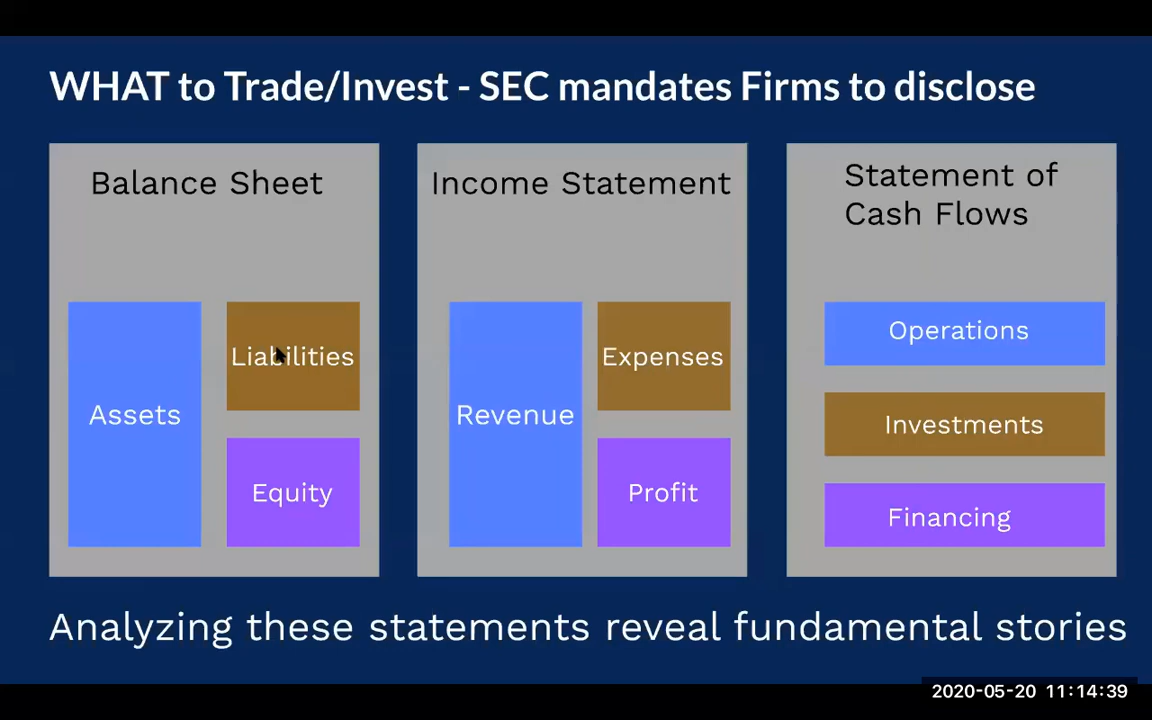 WHAT to Trade/Invest - SEC mandates Firms to disclose
Balance Sheet
Assets
Liabilities
Equity
Income Statement
Revenue
Expenses
Profit
Statement of
Cash Flows
Operations
Investments
Financing
Analyzing these statements reveal fundamental stories
2020-05-20 11:14:39